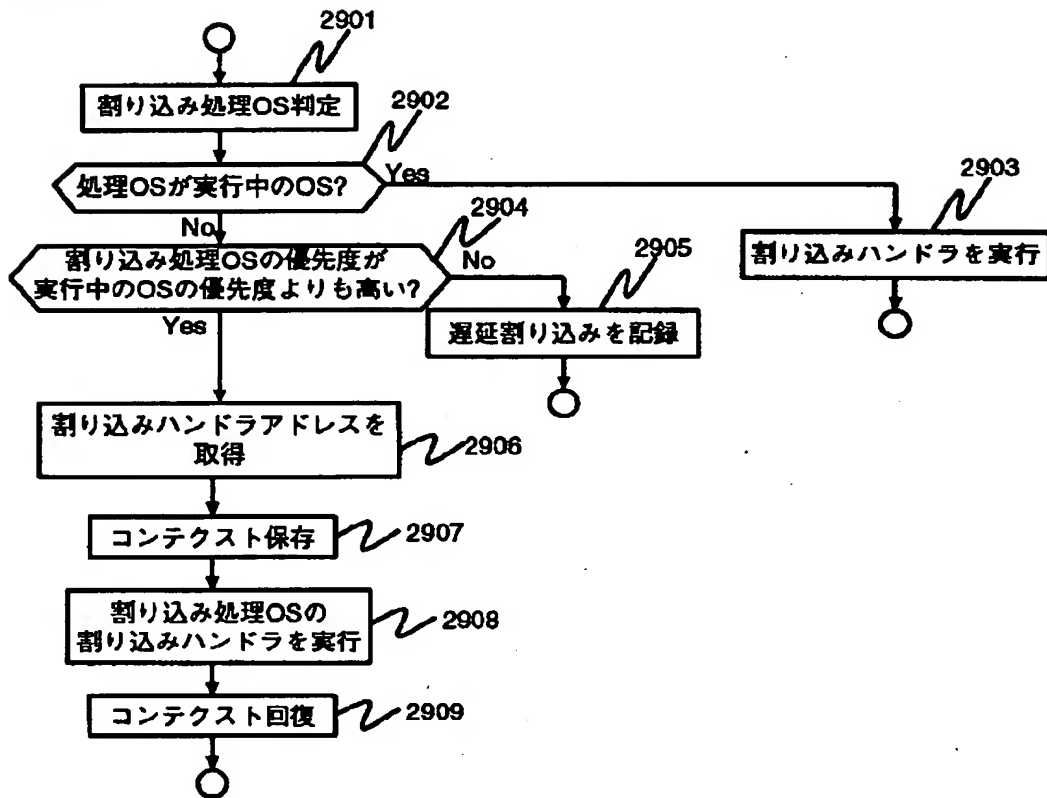 2901
割り込み処理OS判定
2902
処理OSが実行中のOS?
Yes
2903
割り込みハンドラを実行
No
2904
割り込み処理OSの優先度が
実行中のOSの優先度よりも高い?
No
2905
遅延割り込みを記録
Yes
割り込みハンドラアドレスを
取得
2906
コンテクスト保存
2907
割り込み処理OSの
割り込みハンドラを実行
2908
コンテクスト回復
2909